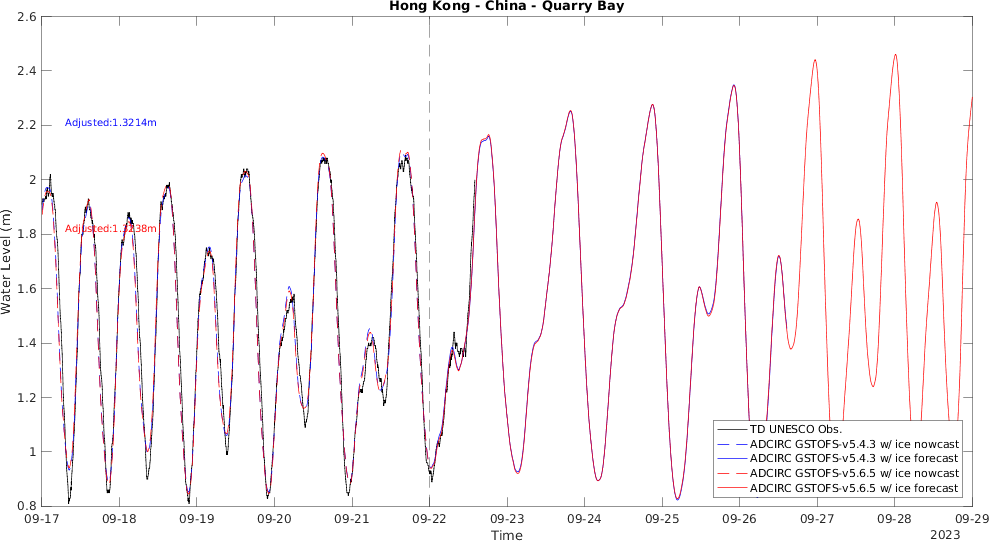 Hong Kong - China - Quarry Bay
2.6
2.4
2.2
2
1.8
1.6
1.4
1.2
1
0.8
Water Level (m)
Adjusted:1.3214m
Adjusted:1.3238m
TD UNESCO Obs.
ADCIRC GSTOFS-v5.4.3 w/ ice nowcast
ADCIRC GSTOFS-v5.4.3 w/ ice forecast
ADCIRC GSTOFS-v5.6.5 w/ ice nowcast
ADCIRC GSTOFS-v5.6.5 w/ ice forecast
09-17 09-18 09-19 09-20 09-21 09-22 09-23 09-24 09-25 09-26 09-27 09-28 09-29
Time
2023